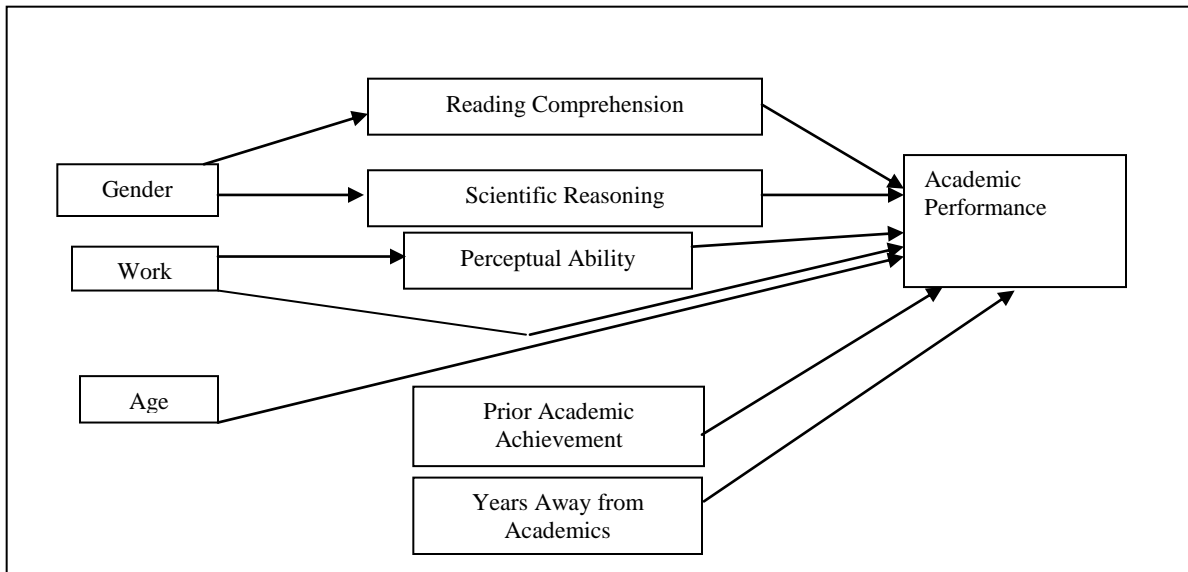 Reading Comprehension
Gender
Scientific Reasoning
Academic
Performance
Work
Perceptual Ability
Age
Prior Academic
Achievement
Years Away from
Academics